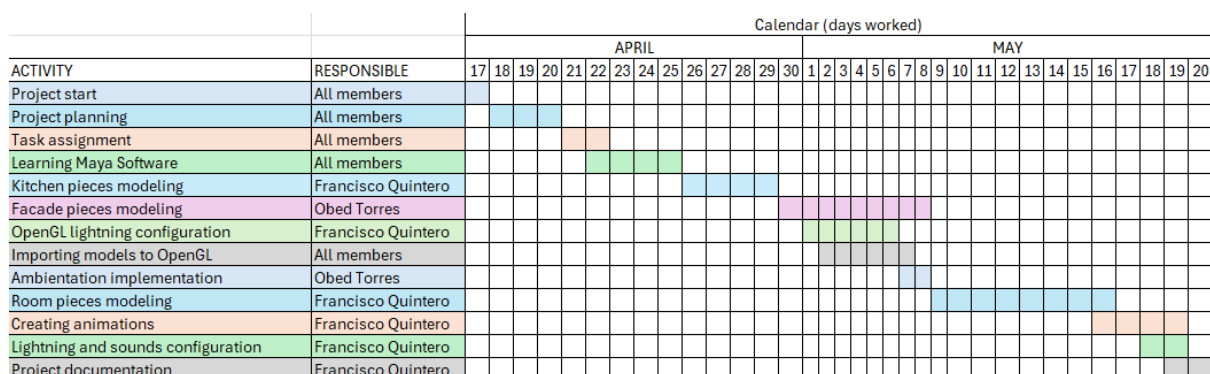 Calendar (days worked)
APRIL MAY
ACTIVITY RESPONSIBLE 17 18 19 20 21 22 23 24 25 26 27 28 29 30 1 2 3 4 5 6 7 8 9 10 11 12 13 14 15 16 17 18 19 20
Project start All members
Project planning All members
Task assignment All members
Learning Maya Software All members
Kitchen pieces modeling Francisco Quintero
Facade pieces modeling Obed Torres
OpenGL lightning configuration Francisco Quintero
Importing models to OpenGL All members
Ambientation implementation Obed Torres
Room pieces modeling Francisco Quintero
Creating animations Francisco Quintero
Lightning and sounds configuration Francisco Quintero
Project documentation Francisco Quintero